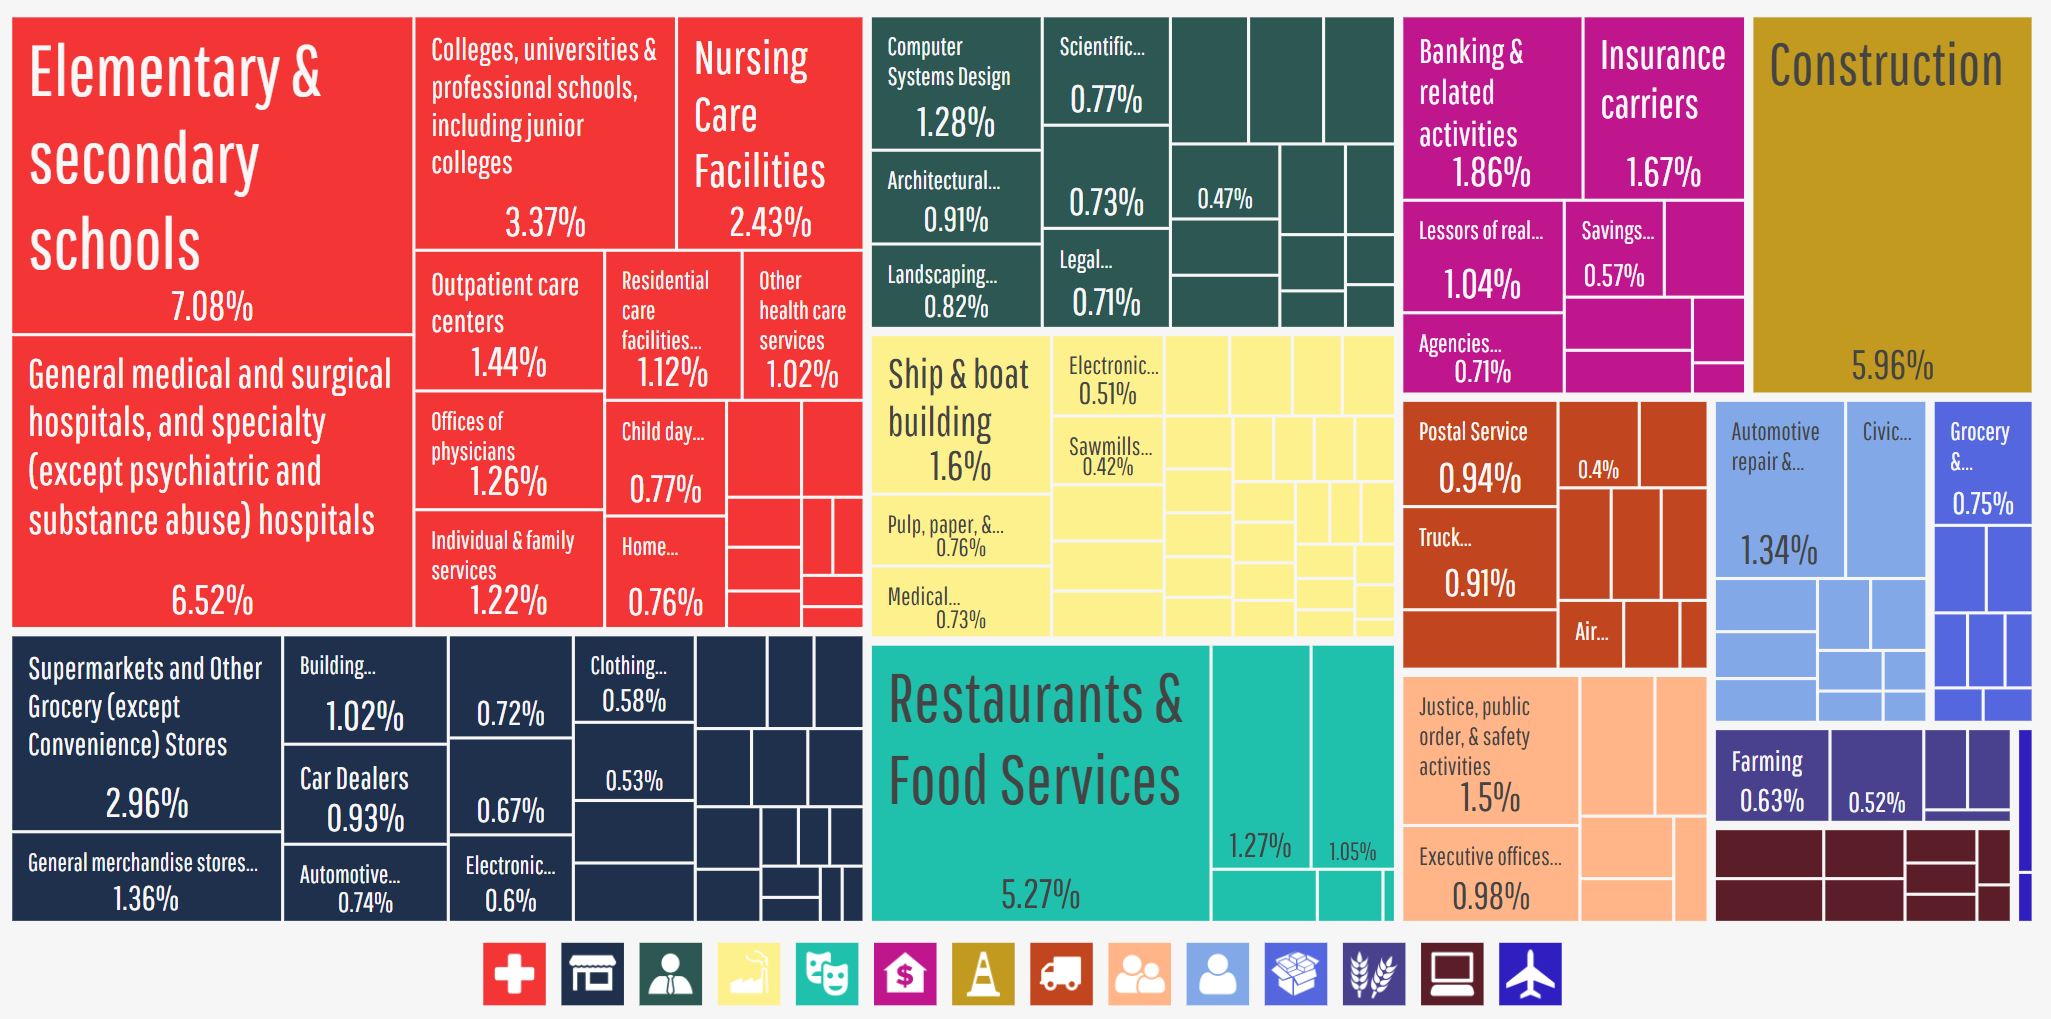 Elementary &
secondary
schools
7.08%
General medical and surgical
hospitals, and specialty
(except psychiatric and
substance abuse) hospitals
6.52%
Colleges, universities &
professional schools,
including junior
colleges
3.37%
Nursing
Care
Facilities
2.43%
Outpatient care
centers
1.44%
Residential
care
facilities...
1.12%
Other
health care
services
1.02%
Offices of
physicians
1.26%
Individual & family
services
1.22%
Child day...
0.77%
Home...
0.76%
Supermarkets and Other
Grocery (except
Convenience) Stores
2.96%
General merchandise stores...
1.36%
Building...
1.02%
Car Dealers
0.93%
Automotive...
0.74%
0.72%
0.67%
Electronic...
0.6%
Clothing...
0.58%
0.53%
Computer
Systems Design
1.28%
Architectural...
0.91%
Landscaping...
0.82%
Scientific...
0.77%
0.73%
Legal...
0.71%
0.47%
Ship & boat
building
1.6%
Pulp, paper, &...
0.76%
Medical...
0.73%
Electronic...
0.51%
Sawmills...
0.42%
Restaurants &
Food Services
5.27%
1.27%
1.05%
Banking &
related
activities
1.86%
Insurance
carriers
1.67%
Lessors of real...
1.04%
Agencies...
0.71%
Savings...
0.57%
Construction
5.96%
Postal Service
0.94%
Truck...
0.91%
0.4%
Air...
Justice, public
order, & safety
activities
1.5%
Executive offices...
0.98%
Automotive
repair &...
1.34%
Civic...
Grocery
&...
0.75%
Farming
0.63%
0.52%
$